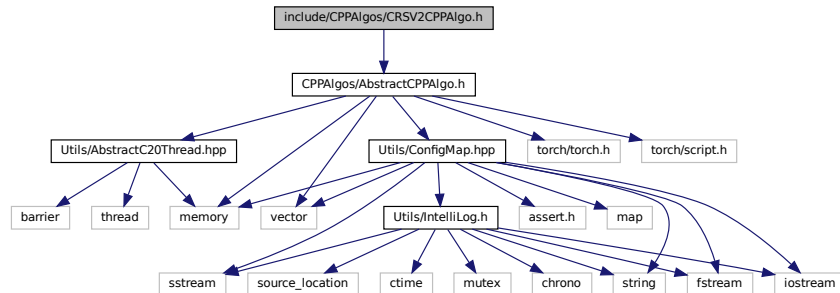 include/CPPAlgos/CRSV2CPPAlgo.h
CPPAlgos/AbstractCPPAlgo.h
Utils/AbstractC20Thread.hpp
Utils/ConfigMap.hpp
torch/torch.h
torch/script.h
barrier
thread
memory
vector
Utils/IntelliLog.h
assert.h
map
sstream
source_location
ctime
mutex
chrono
string
fstream
iostream